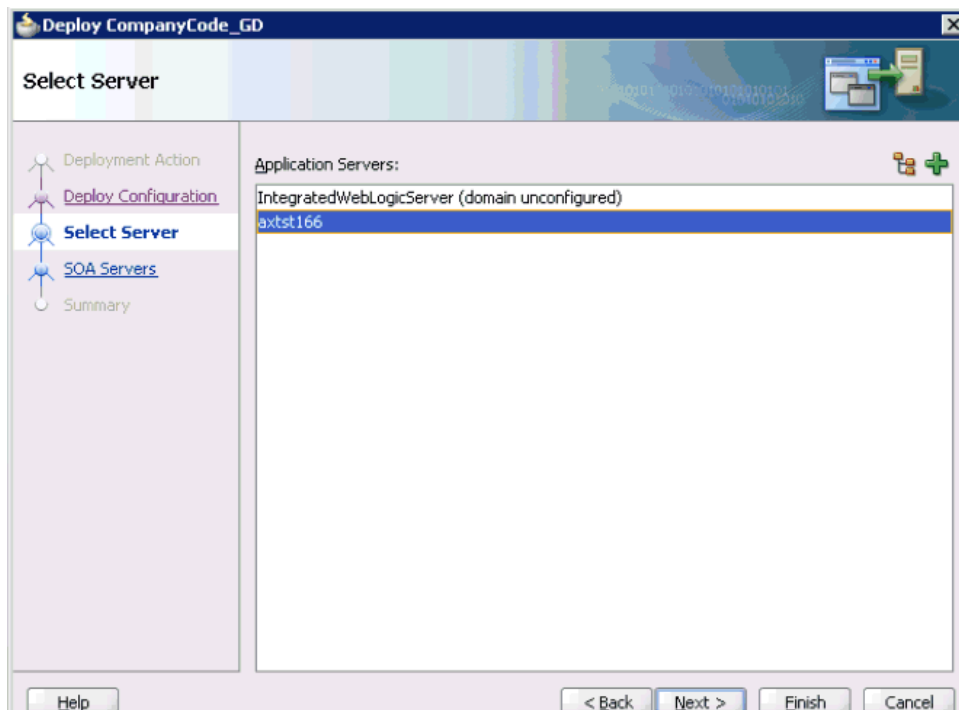 Deploy CompanyCode_GD
Select Server
Deployment Action
Deploy Configuration
Select Server
SOA Servers
Summary
Application Servers:
IntegratedWebLogicServer (domain unconfigured)
axtst166
Help
< Back
Next >
Finish
Cancel